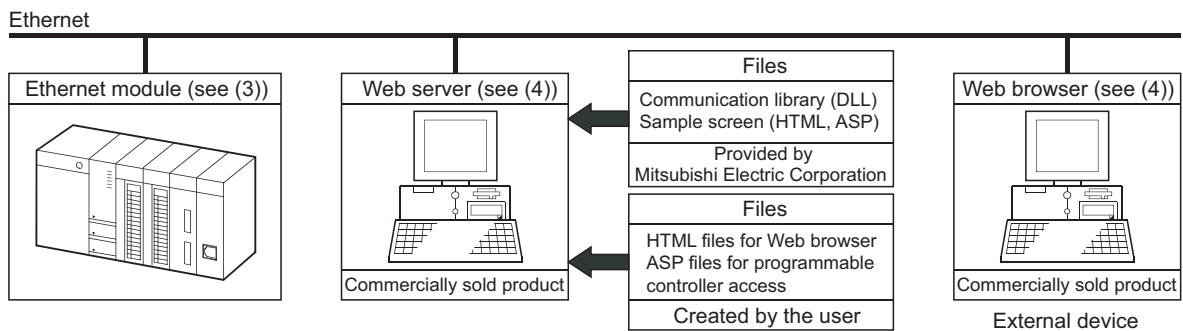 Ethernet
Ethernet module (see (3))
Web server (see (4))
Commercially sold product
Files
Communication library (DLL)
Sample screen (HTML, ASP)
Provided by
Mitsubishi Electric Corporation
Files
HTML files for Web browser
ASP files for programmable
controller access
Created by the user
Web browser (see (4))
Commercially sold product
External device